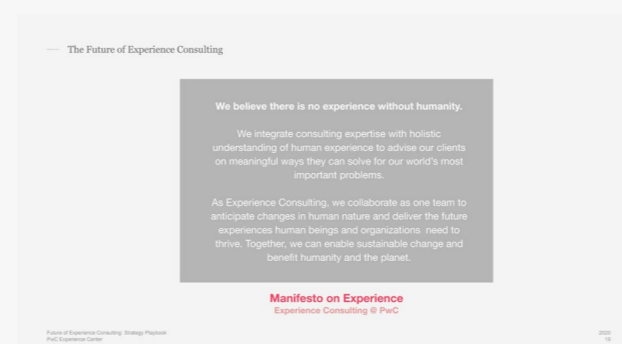 The Future of Experience Consulting
We believe there is no experience without humanity.
We integrate consulting expertise with holistic
understanding of human experience to advise our clients
on meaningful ways they can solve for our world's most
important problems.
As Experience Consulting, we collaborate as one team to
anticipate changes in human nature and deliver the future
experiences human beings and organizations need to
thrive. Together, we can enable sustainable change and
benefit humanity and the planet.
Manifesto on Experience
Experience Consulting @ PwC
Future of Experience Consulting. Strategy Playbook
PwC Experience Center
2020